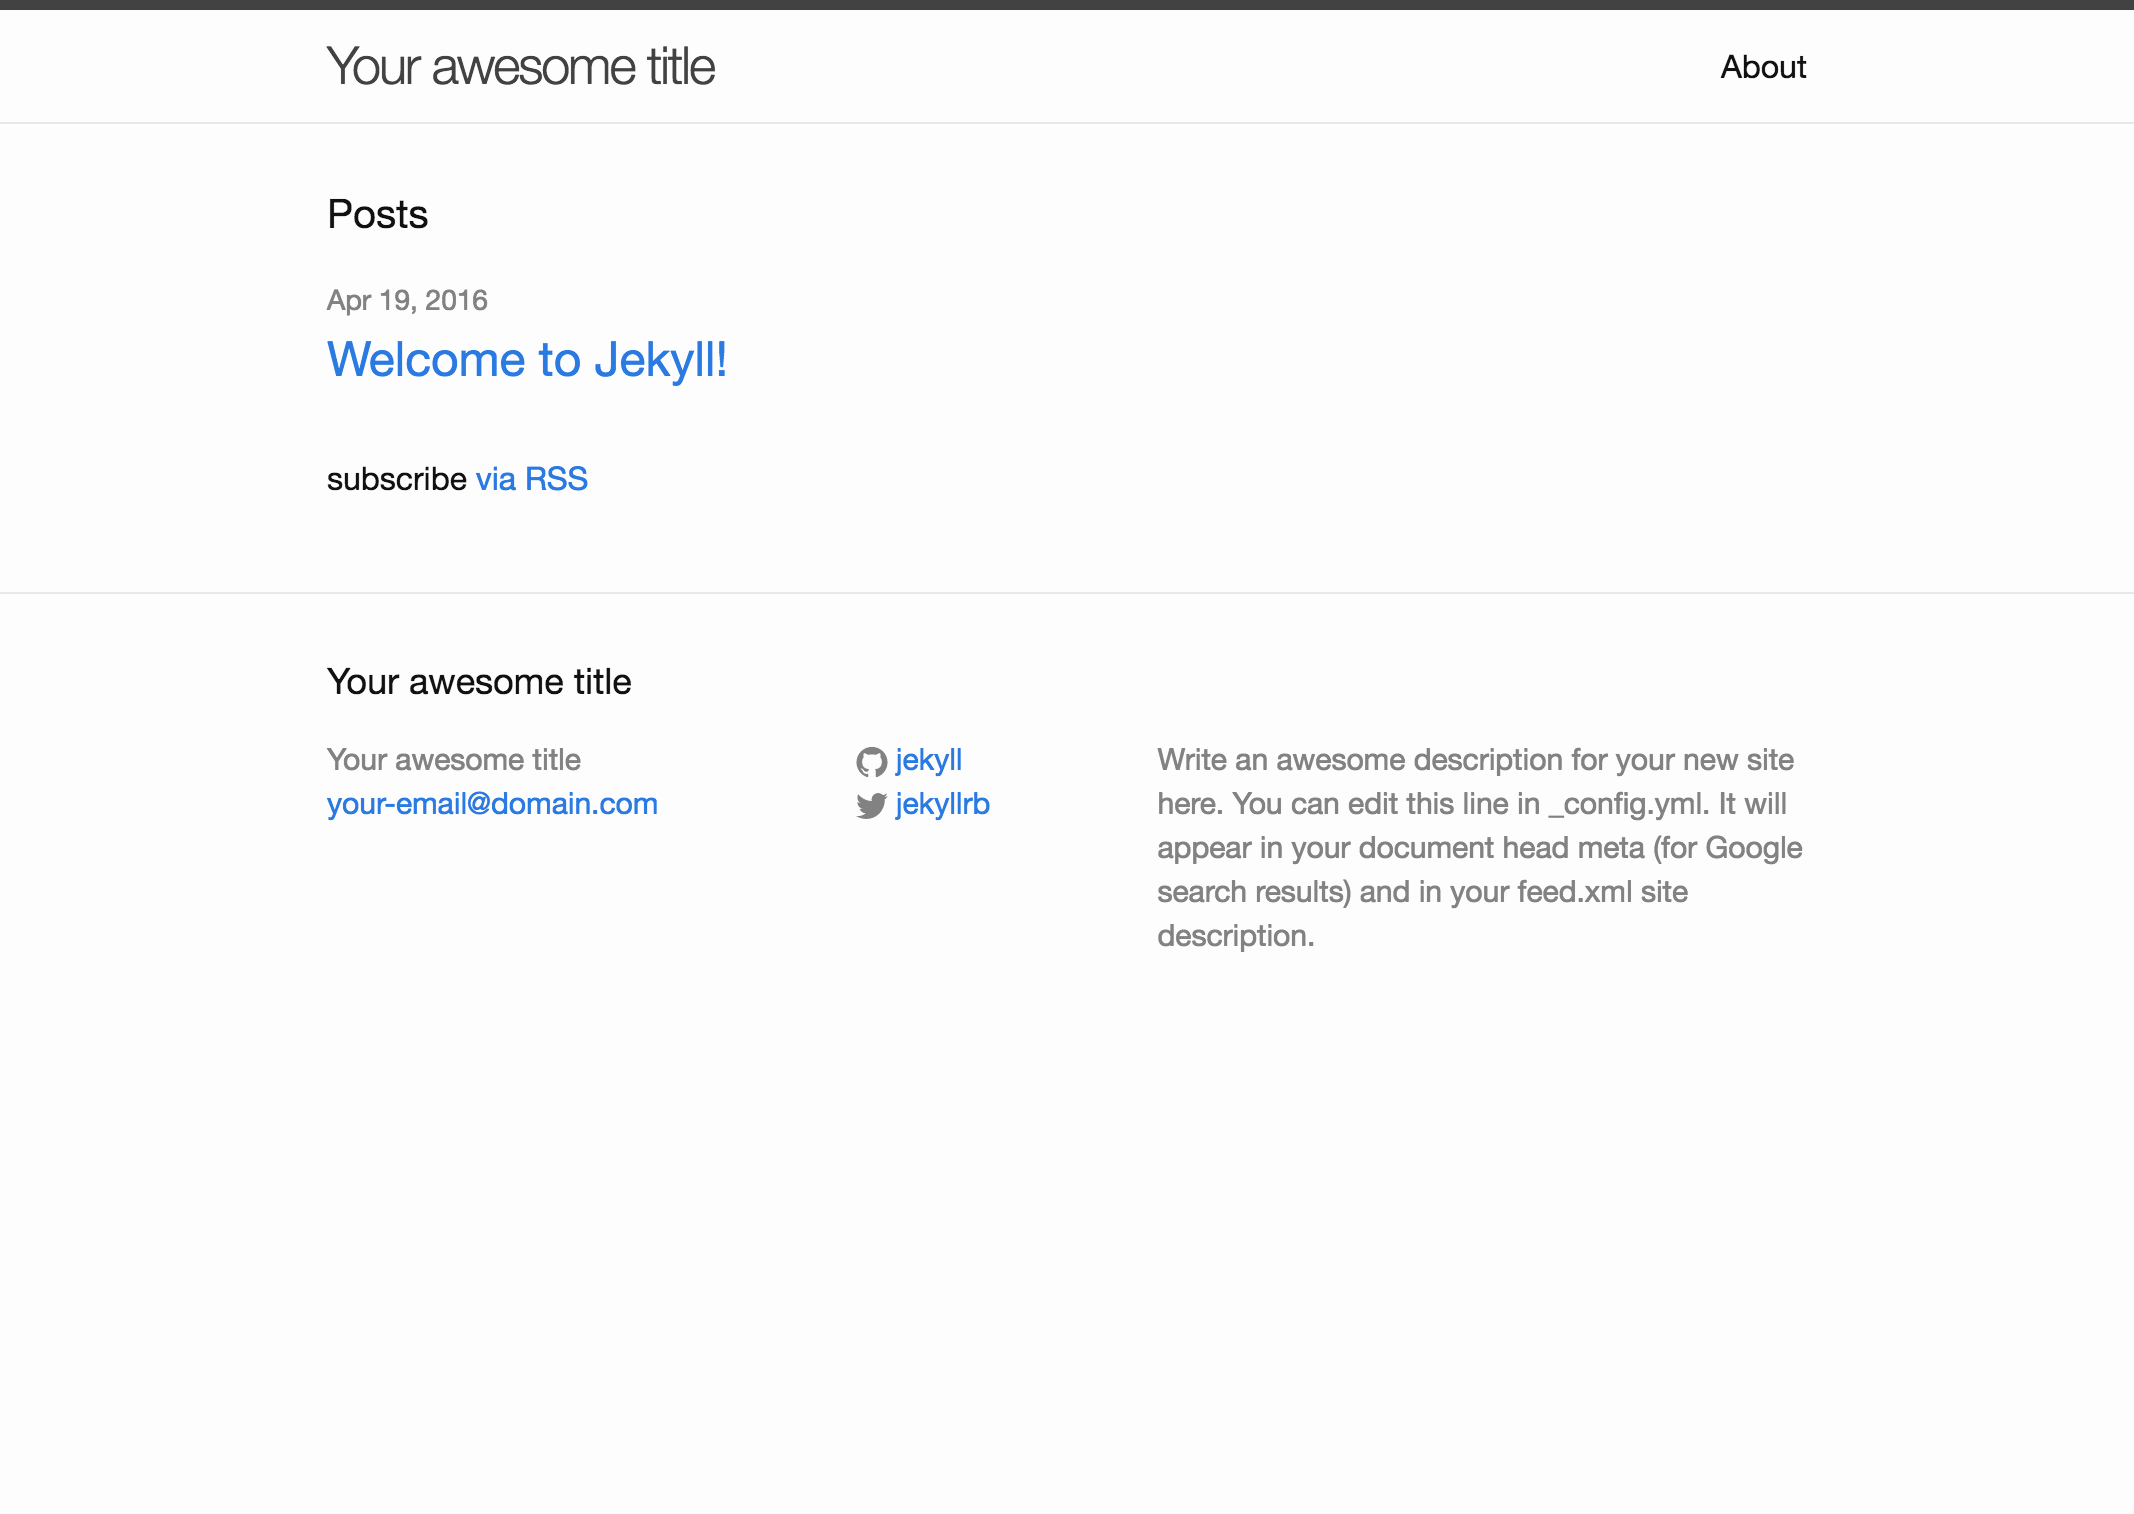 Your awesome title
About
Posts
Apr 19, 2016
Welcome to Jekyll!
subscribe via RSS
Your awesome title
Your awesome title
your-email@domain.com
jekyll
jekyllrb
Write an awesome description for your new site
here. You can edit this line in _config.yml. It will
appear in your document head meta (for Google
search results) and in your feed.xml site
description.